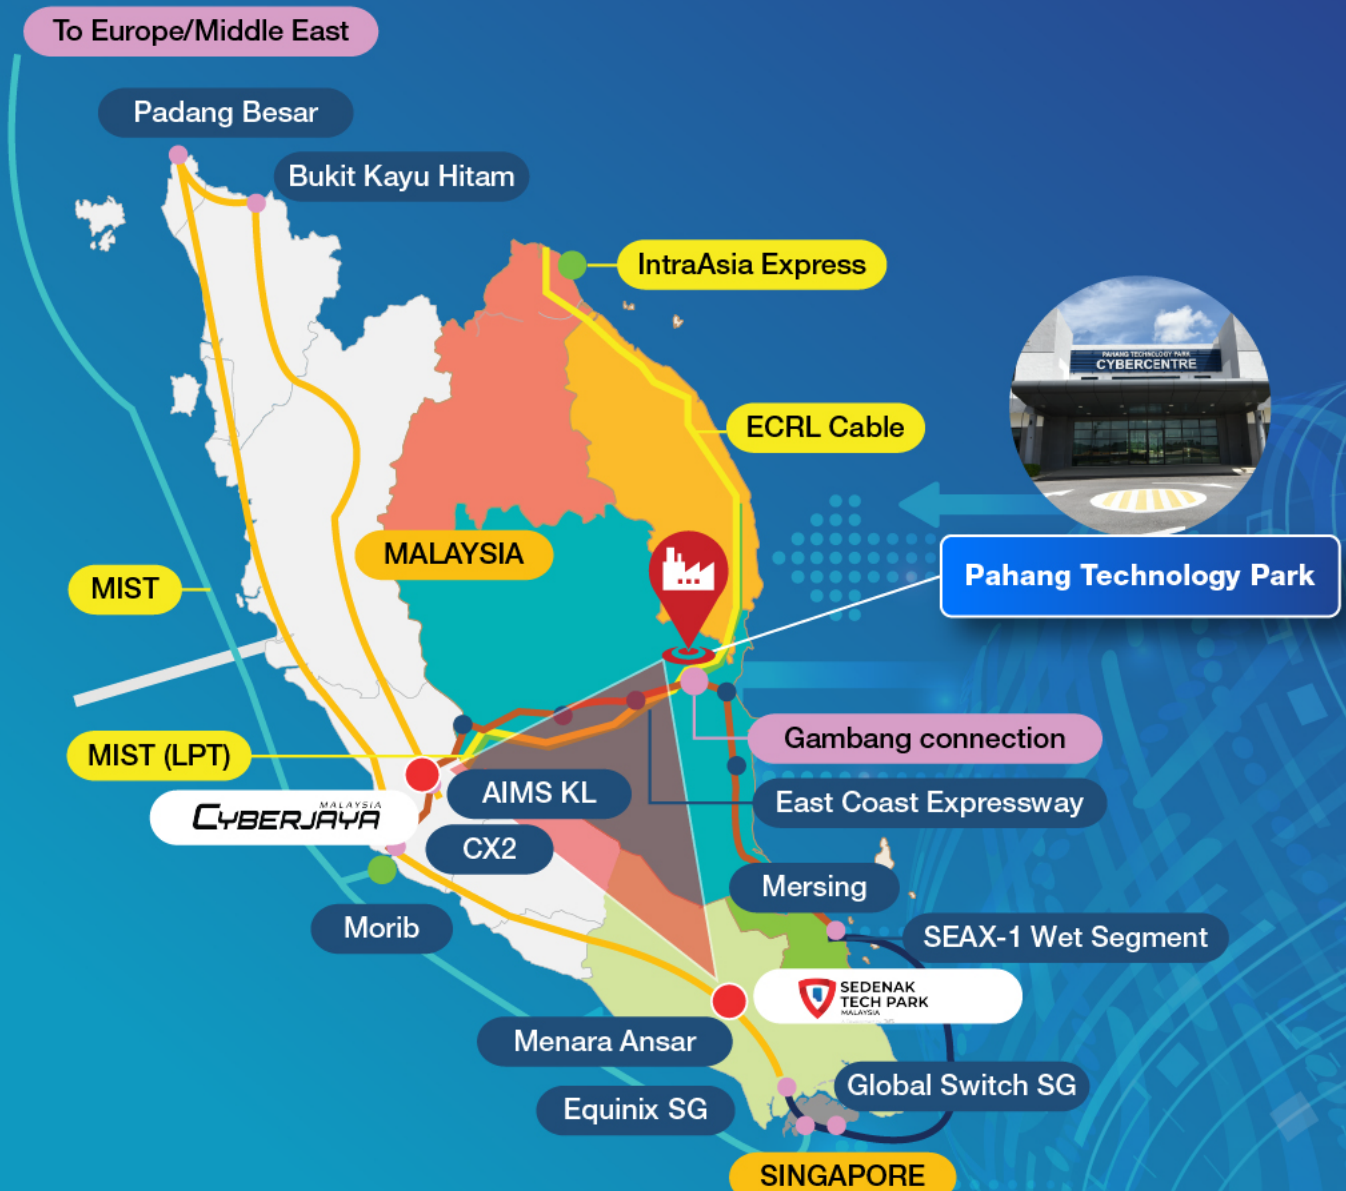 To Europe/Middle East
Padang Besar
Bukit Kayu Hitam
IntraAsia Express
PAHANG TECHNOLOGY PARK
CYBERCENTRE
ECRL Cable
MALAYSIA
Pahang Technology Park
MIST
Gambang connection
MIST (LPT)
AIMS KL
East Coast Expressway
MALAYSIA
CYBERJAYA
CX2
Mersing
Morib
SEAX-1 Wet Segment
SEDENAK
TECH PARK
MALAYSIA
Menara Ansar
Global Switch SG
Equinix SG
SINGAPORE